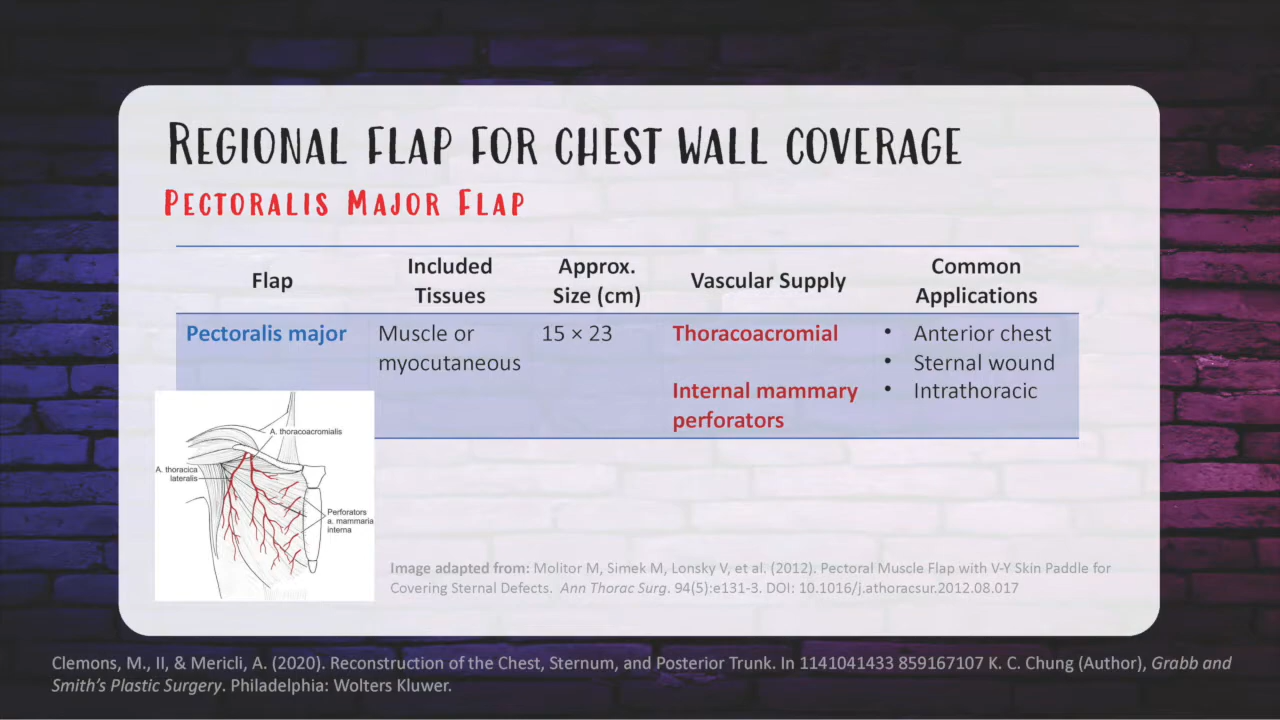 Regional flap for chest wall coverage
Pectoralis Major Flap
Flap
Included
Tissues
Approx.
Size (cm)
Vascular Supply
Common
Applications
Pectoralis major
Muscle or
myocutaneous
15 × 23
Thoracoacromial
Internal mammary
perforators
• Anterior chest
• Sternal wound
• Intrathoracic
A. thoracoacromialis
A. thoracica
lateralis
Perforators
a. mammaria
interna
Image adapted from: Molitor M, Simek M, Lonsky V, et al. (2012). Pectoral Muscle Flap with V-Y Skin Paddle for
Covering Sternal Defects. Ann Thorac Surg. 94(5):e131-3. DOI: 10.1016/j.athoracsur.2012.08.017
Clemons, M., II, & Mericli, A. (2020). Reconstruction of the Chest, Sternum, and Posterior Trunk. In 1141041433 859167107 K. C. Chung (Author), Grabb and
Smith's Plastic Surgery. Philadelphia: Wolters Kluwer.